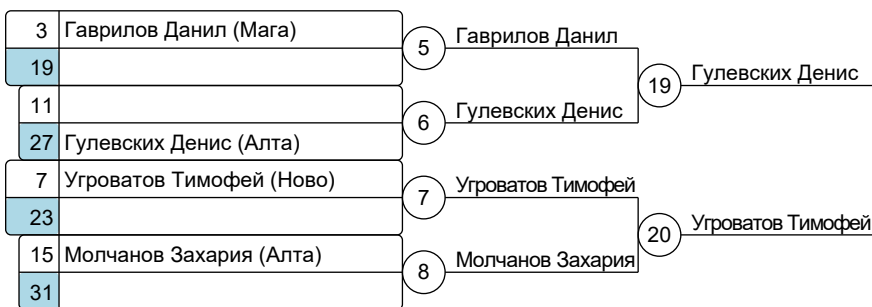 3 Гаврилов Данил (Мага)
19
5 Гаврилов Данил
11
27 Гулевских Денис (Алта)
6 Гулевских Денис
19 Гулевских Денис
7 Угроватов Тимофей (Ново)
23
7 Угроватов Тимофей
15 Молчанов Захария (Алта)
31
8 Молчанов Захария
20 Угроватов Тимофей